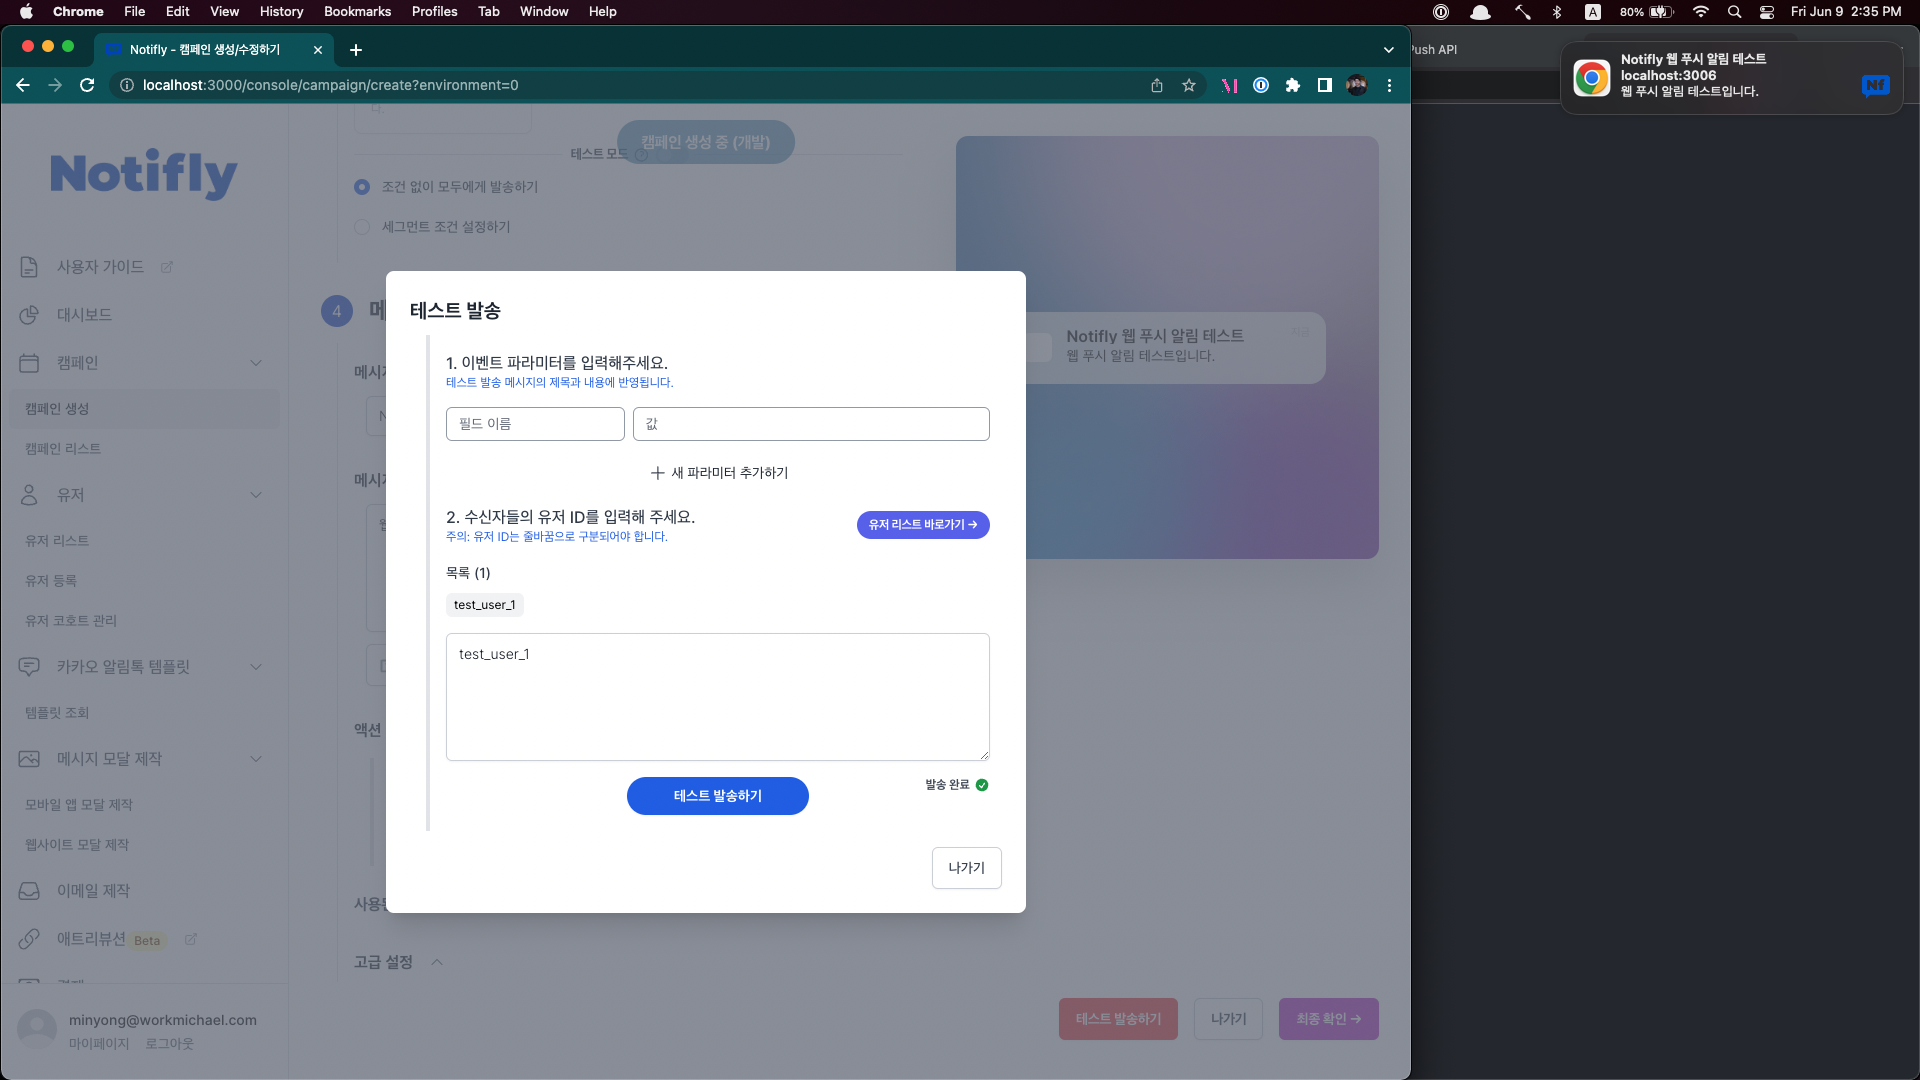 Chrome File Edit View History Bookmarks Profiles Tab Window Help
80%
Fri Jun 9 2:35 PM
Notifly - 캠페인 생성/수정하기
Push API
localhost:3000/console/campaign/create?environment=0
Notifly 웹 푸시 알림 테스트
localhost:3006
웹 푸시 알림 테스트입니다.
Nf
Notifly
사용자 가이드
대시보드
캠페인
캠페인 생성
캠페인 리스트
유저
유저 리스트
유저 등록
유저 코호트 관리
카카오 알림톡 템플릿
템플릿 조회
메시지 모달 제작
모바일 앱 모달 제작
웹사이트 모달 제작
이메일 제작
애트리뷰션 Beta
minyong@workmichael.com
마이페이지 로그아웃
다.
캠페인 생성 중 (개발)
테스트 모드
조건 없이 모두에게 발송하기
세그먼트 조건 설정하기
4 메
메시지
메시지
액션
고급 설정
Notifly 웹 푸시 알림 테스트
지금
웹 푸시 알림 테스트입니다.
테스트 발송
1. 이벤트 파라미터를 입력해주세요.
테스트 발송 메시지의 제목과 내용에 반영됩니다.
필드 이름
값
새 파라미터 추가하기
2. 수신자들의 유저 ID를 입력해 주세요.
주의: 유저 ID는 줄바꿈으로 구분되어야 합니다.
유저 리스트 바로가기 →
목록 (1)
test_user_1
test_user_1
테스트 발송하기
발송 완료
나가기
테스트 발송하기
나가기
최종 확인 →